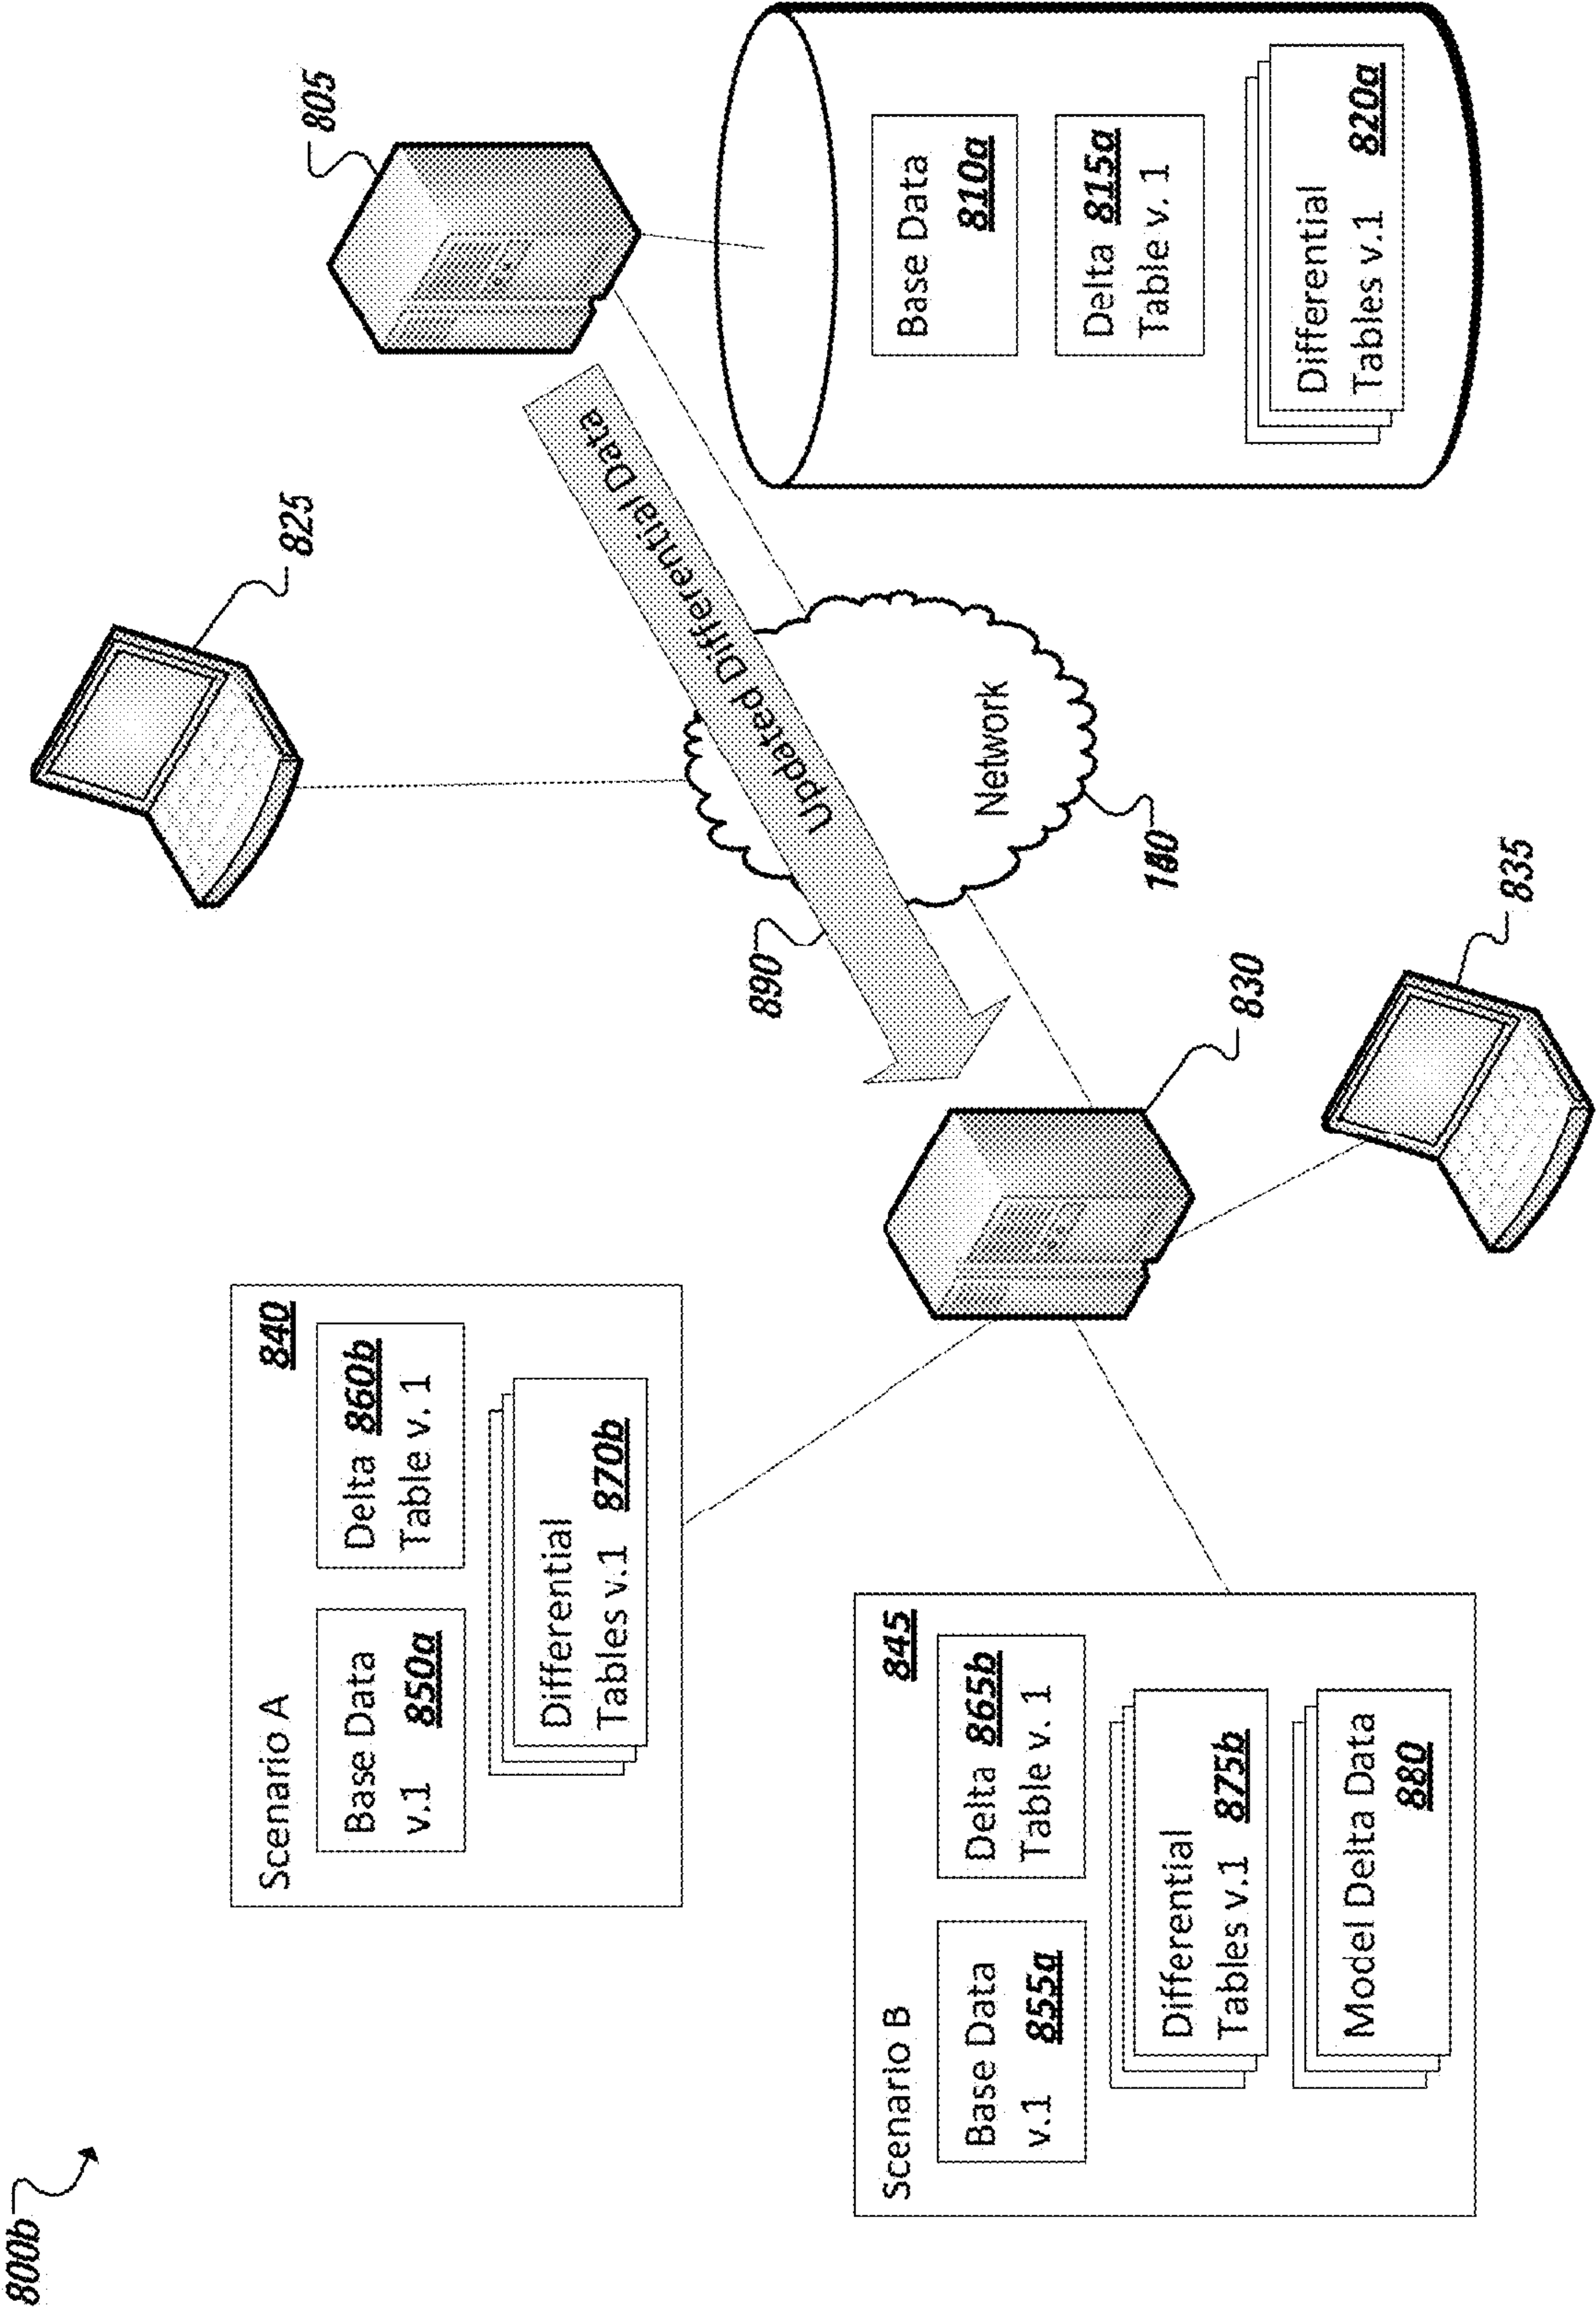 800b
Scenario A
840
Base Data
v.1 850a
Delta 860b
Table v. 1
Differential
Tables v.1 870b
Scenario B
845
Base Data
v.1 855a
Delta 865b
Table v. 1
Differential
Tables v.1 875b
Model Delta Data
880
825
805
890
Updated Differential Data
Network
830
835
Base Data
810a
Delta 815a
Table v. 1
Differential
Tables v.1 820a